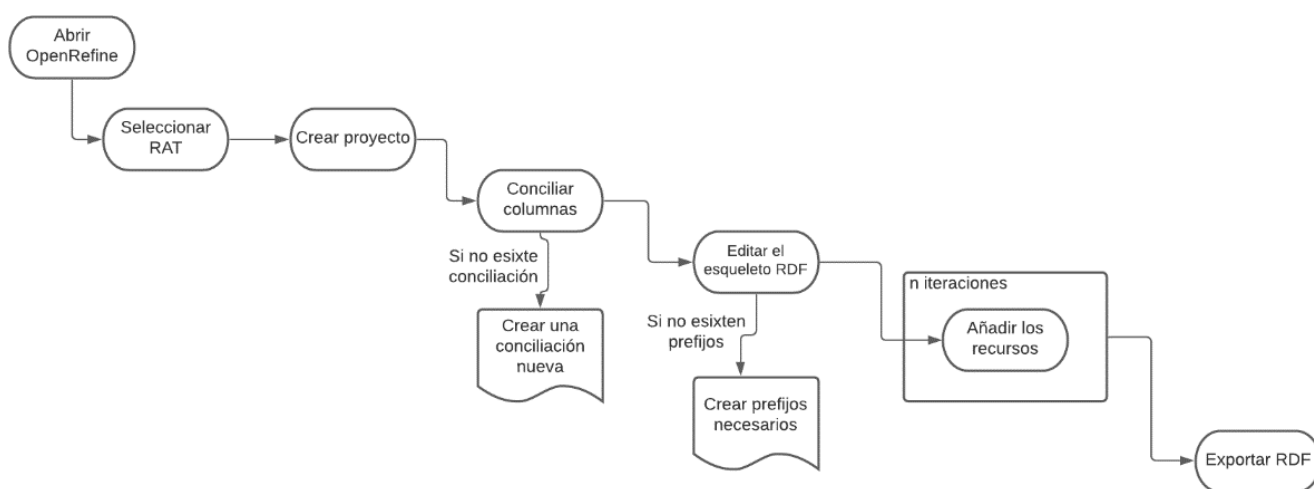 Abrir
OpenRefine
Seleccionar
RAT
Crear proyecto
Conciliar
columnas
Si no esixte
conciliación
Crear una
conciliación
nueva
Editar el
esqueleto RDF
Si no esixten
prefijos
Crear prefijos
necesarios
n iteraciones
Añadir los
recursos
Exportar RDF